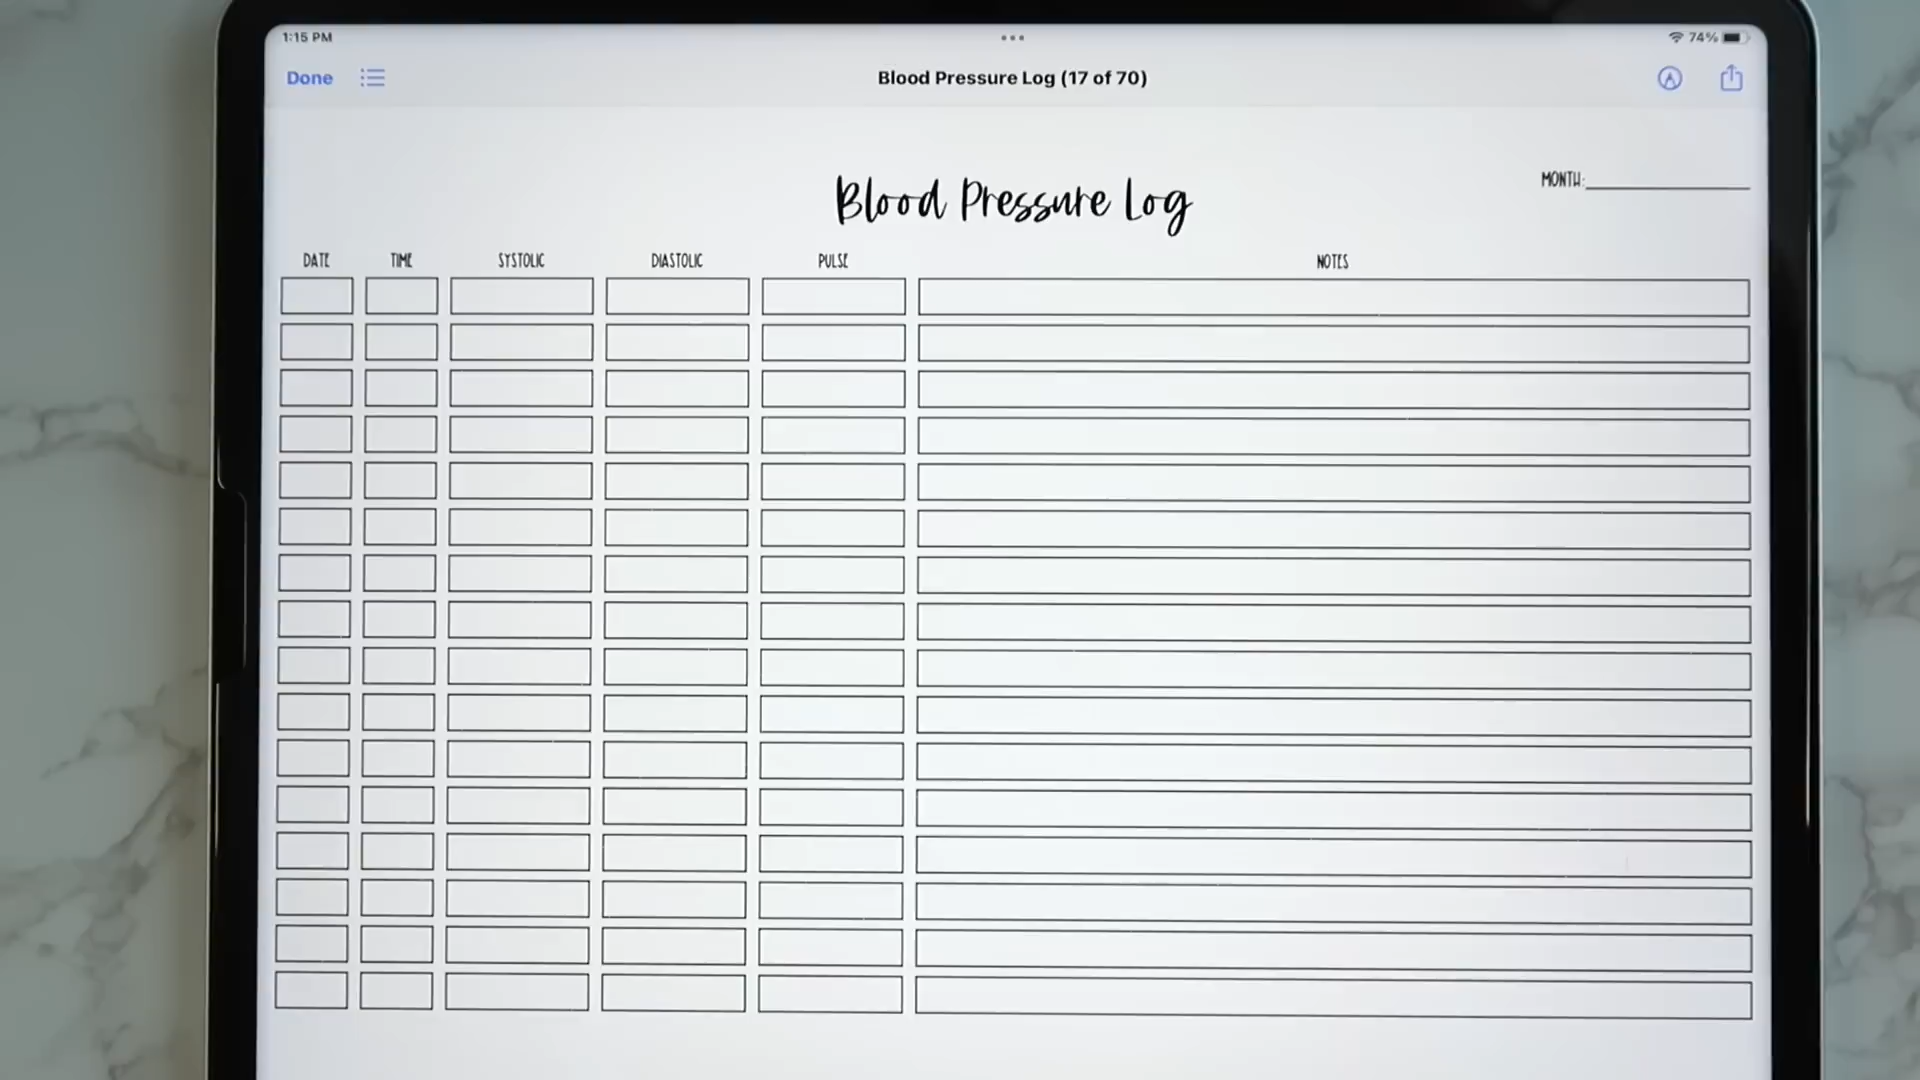 1:15 PM
74%
Done
Blood Pressure Log (17 of 70)
MONTH:
Blood Pressure Log
DATE TIME SYSTOLIC DIASTOLIC PULSE NOTES